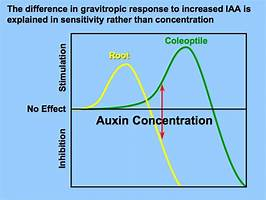 The difference in gravitropic response to increased IAA is
explained in sensitivity rather than concentration
Coleoptile
Root
Stimulation
No Effect
Auxin Concentration
Inhibition